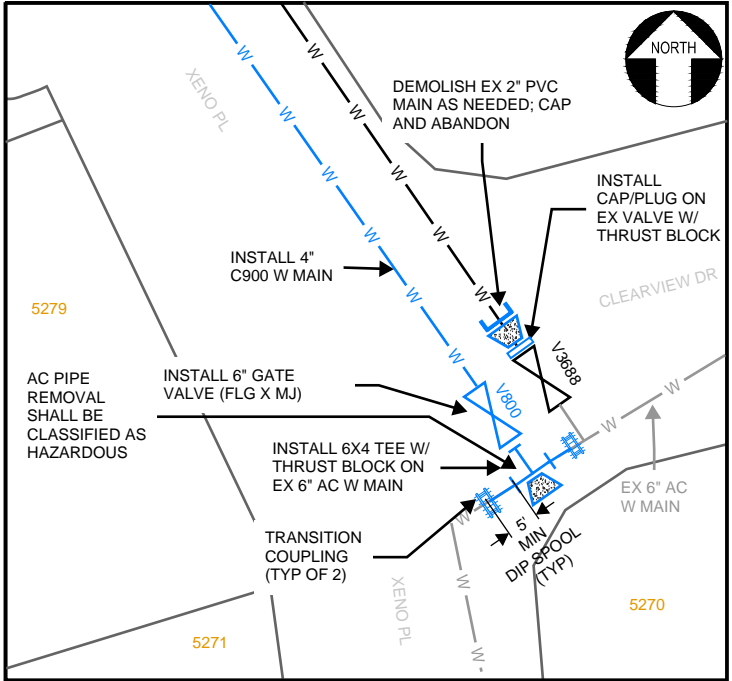 NORTH
XENO PL
DEMOLISH EX 2" PVC
MAIN AS NEEDED; CAP
AND ABANDON
INSTALL
CAP/PLUG ON
EX VALVE W/
THRUST BLOCK
W
W
W
W
W
W
W
W
W
W
INSTALL 4"
C900 W MAIN
CLEARVIEW DR
5279
V3688
V800
AC PIPE
REMOVAL
SHALL BE
CLASSIFIED AS
HAZARDOUS
INSTALL 6" GATE
VALVE (FLG X MJ)
W
W
INSTALL 6X4 TEE W/
THRUST BLOCK ON
EX 6" AC W MAIN
EX 6" AC
W MAIN
W
5'
MIN
DIP SPOOL
(TYP)
TRANSITION
COUPLING
(TYP OF 2)
XENO PL
W
W
5270
5271